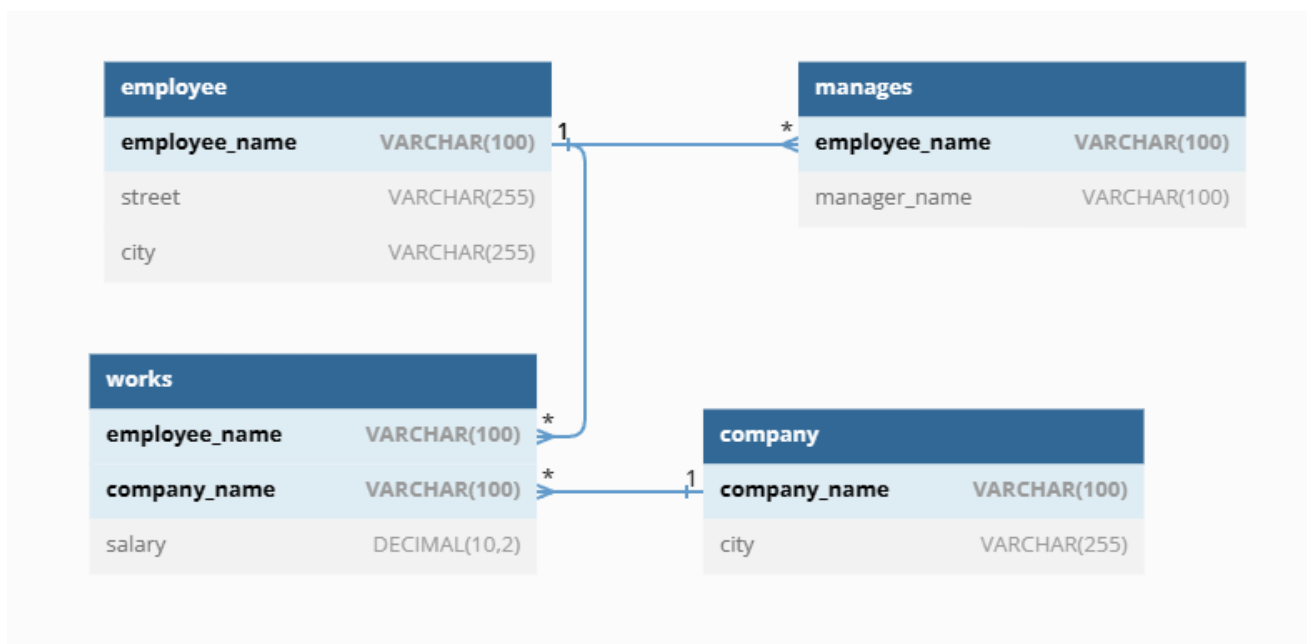 employee
employee_name VARCHAR(100)
street VARCHAR(255)
city VARCHAR(255)
1
*
manages
employee_name VARCHAR(100)
manager_name VARCHAR(100)
works
employee_name VARCHAR(100)
company_name VARCHAR(100)
salary DECIMAL(10,2)
*
*
1
company
company_name VARCHAR(100)
city VARCHAR(255)